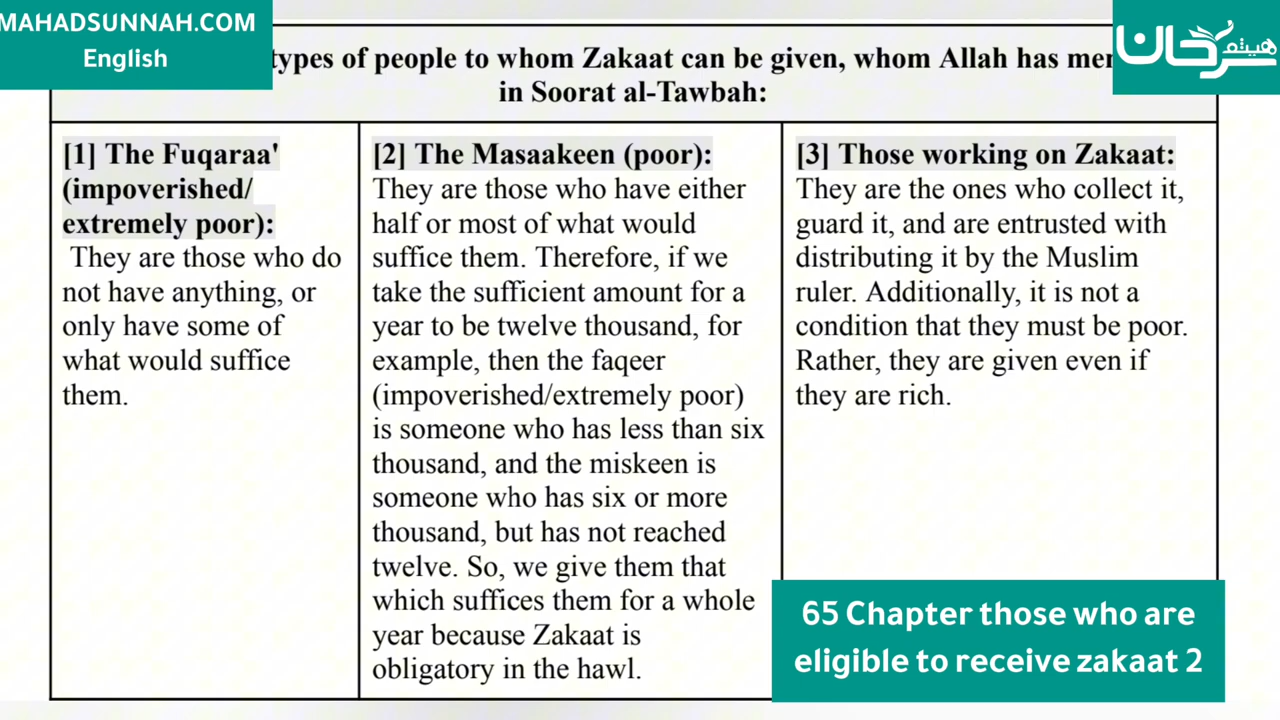 MAHADSUNNAH.COM
English
هيثم
سرحان
types of people to whom Zakaat can be given, whom Allah has
in Soorat al-Tawbah:
[1] The Fuqaraa'
(impoverished/
extremely poor):
They are those who do
not have anything, or
only have some of
what would suffice
them.
[2] The Masaakeen (poor):
They are those who have either
half or most of what would
suffice them. Therefore, if we
take the sufficient amount for a
year to be twelve thousand, for
example, then the faqeer
(impoverished/extremely poor)
is someone who has less than six
thousand, and the miskeen is
someone who has six or more
thousand, but has not reached
twelve. So, we give them that
which suffices them for a whole
year because Zakaat is
obligatory in the hawl.
[3] Those working on Zakaat:
They are the ones who collect it,
guard it, and are entrusted with
distributing it by the Muslim
ruler. Additionally, it is not a
condition that they must be poor.
Rather, they are given even if
they are rich.
65 Chapter those who are
eligible to receive zakaat 2